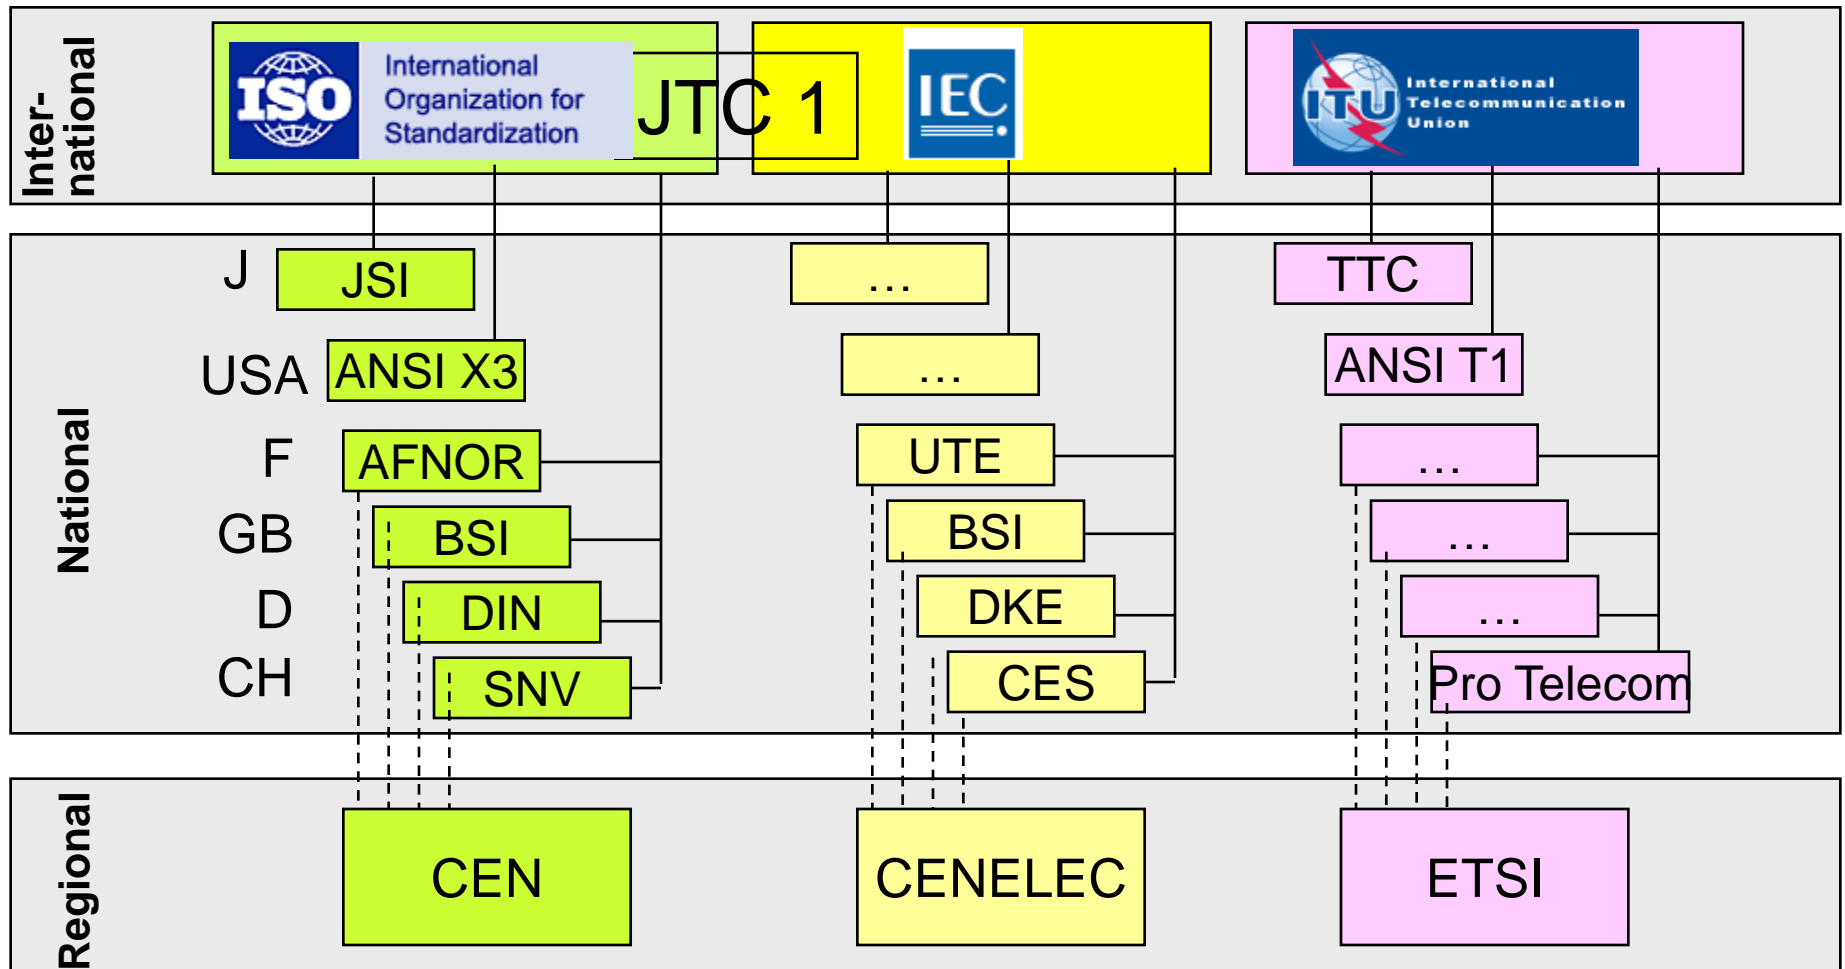 Inter-
national
ISO
International
Organization for
Standardization
JTC 1
IEC
ITU
International
Telecommunication
Union
National
J
JSI
…
TTC
USA
ANSI X3
…
ANSI T1
F
AFNOR
UTE
…
GB
BSI
BSI
…
D
DIN
DKE
…
CH
SNV
CES
Pro Telecom
Regional
CEN
CENELEC
ETSI